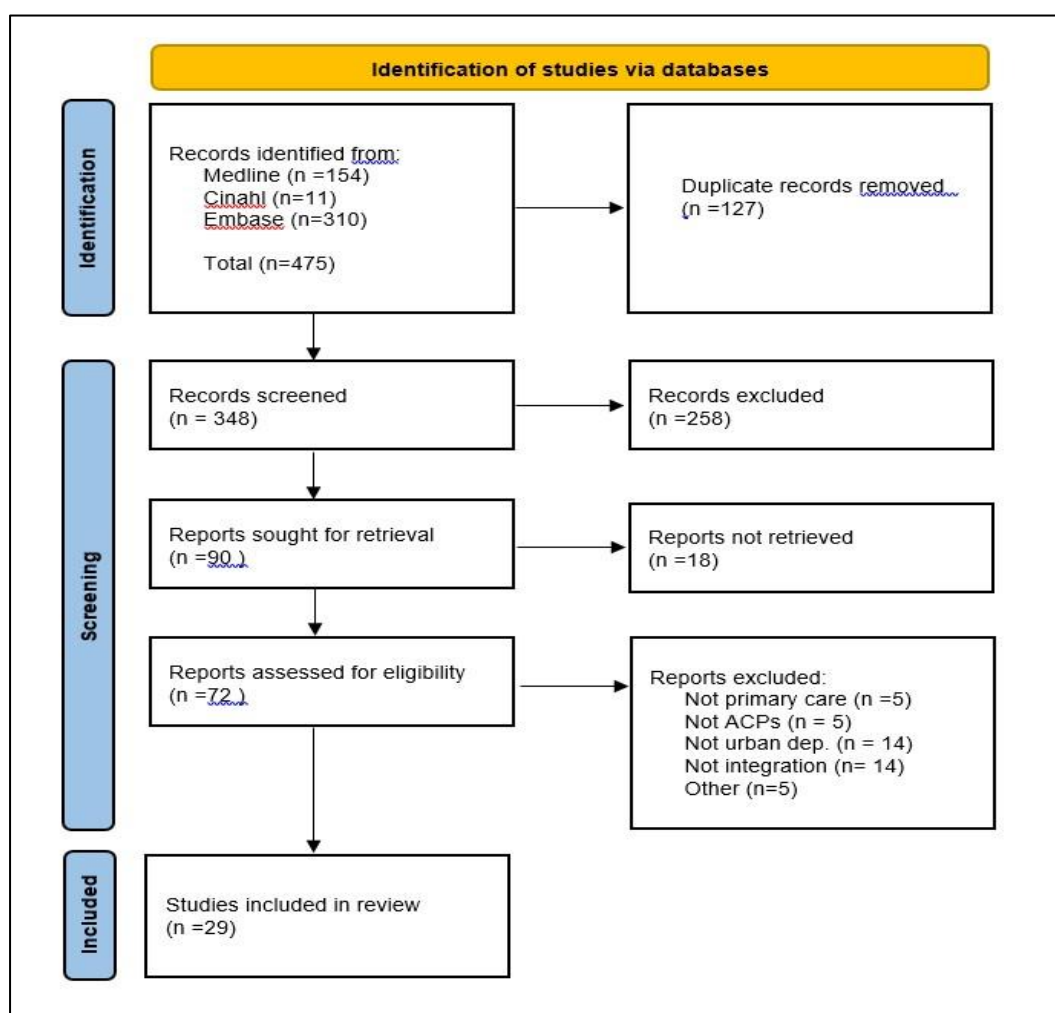 Identification of studies via databases
Identification
Records identified from:
Medline (n =154)
Cinahl (n=11)
Embase (n=310)
Total (n=475)
Duplicate records removed
(n =127)
Screening
Records screened
(n = 348)
Records excluded
(n =258)
Reports sought for retrieval
(n =90 )
Reports not retrieved
(n =18)
Reports assessed for eligibility
(n =72 )
Reports excluded:
Not primary care (n =5)
Not ACPs (n = 5)
Not urban dep. (n = 14)
Not integration (n= 14)
Other (n=5)
Included
Studies included in review
(n =29)